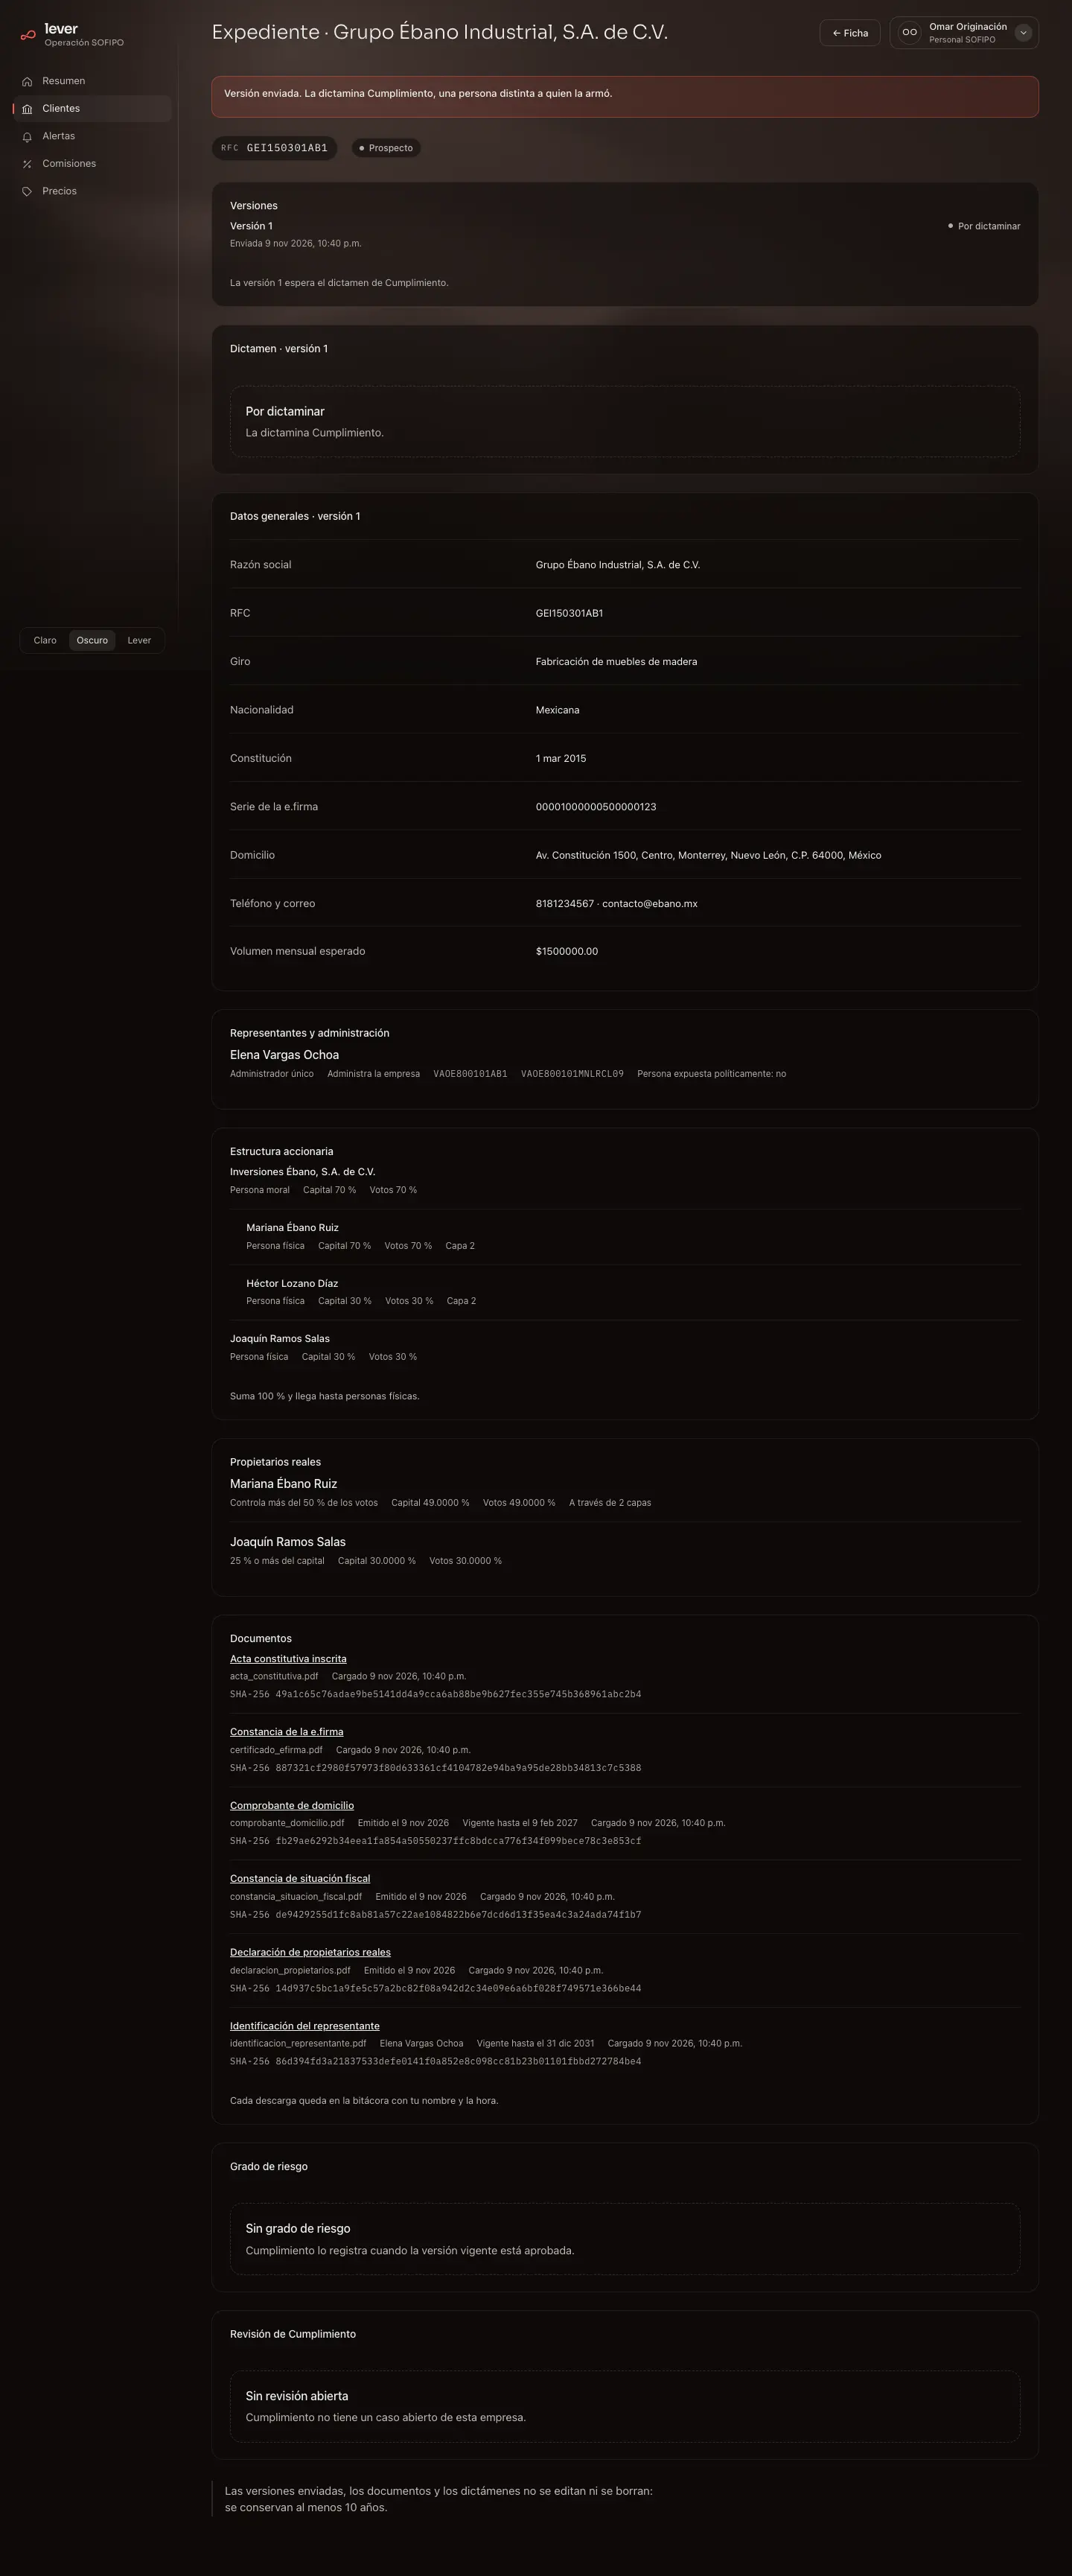 lever
Operación SOFIPO
Resumen
Clientes
Alertas
Comisiones
Precios
Claro Oscuro Lever
Expediente · Grupo Ébano Industrial, S.A. de C.V.
← Ficha
OO
Omar Originación
Personal SOFIPO
Versión enviada. La dictamina Cumplimiento, una persona distinta a quien la armó.
RFC GEI150301AB1
Prospecto
Versiones
Versión 1
Por dictaminar
Enviada 9 nov 2026, 10:40 p.m.
La versión 1 espera el dictamen de Cumplimiento.
Dictamen · versión 1
Por dictaminar
La dictamina Cumplimiento.
Datos generales · versión 1
Razón social Grupo Ébano Industrial, S.A. de C.V.
RFC GEI150301AB1
Giro Fabricación de muebles de madera
Nacionalidad Mexicana
Constitución 1 mar 2015
Serie de la e.firma 00001000000500000123
Domicilio Av. Constitución 1500, Centro, Monterrey, Nuevo León, C.P. 64000, México
Teléfono y correo 8181234567 · contacto@ebano.mx
Volumen mensual esperado $1500000.00
Representantes y administración
Elena Vargas Ochoa
Administrador único Administra la empresa VAOE800101AB1 VAOE800101MNLRCL09 Persona expuesta políticamente: no
Estructura accionaria
Inversiones Ébano, S.A. de C.V.
Persona moral Capital 70 % Votos 70 %
Mariana Ébano Ruiz
Persona física Capital 70 % Votos 70 % Capa 2
Héctor Lozano Díaz
Persona física Capital 30 % Votos 30 % Capa 2
Joaquín Ramos Salas
Persona física Capital 30 % Votos 30 %
Suma 100 % y llega hasta personas físicas.
Propietarios reales
Mariana Ébano Ruiz
Controla más del 50 % de los votos Capital 49.0000 % Votos 49.0000 % A través de 2 capas
Joaquín Ramos Salas
25 % o más del capital Capital 30.0000 % Votos 30.0000 %
Documentos
Acta constitutiva inscrita
acta_constitutiva.pdf Cargado 9 nov 2026, 10:40 p.m.
SHA-256 49a1c65c76adae9be5141dd4a9cca6ab88be9b627fec355e745b368961abc2b4
Constancia de la e.firma
certificado_efirma.pdf Cargado 9 nov 2026, 10:40 p.m.
SHA-256 887321cf2980f57973f80d633361cf4104782e94ba9a95de28bb34813c7c5388
Comprobante de domicilio
comprobante_domicilio.pdf Emitido el 9 nov 2026 Vigente hasta el 9 feb 2027 Cargado 9 nov 2026, 10:40 p.m.
SHA-256 fb29ae6292b34eea1fa854a50550237ffc8bdcca776f34f099bece78c3e853cf
Constancia de situación fiscal
constancia_situacion_fiscal.pdf Emitido el 9 nov 2026 Cargado 9 nov 2026, 10:40 p.m.
SHA-256 de9429255d1fc8ab81a57c22ae1084822b6e7dcd6d13f35ea4c3a24ada74f1b7
Declaración de propietarios reales
declaracion_propietarios.pdf Emitido el 9 nov 2026 Cargado 9 nov 2026, 10:40 p.m.
SHA-256 14d937c5bc1a9fe5c57a2bc82f08a942d2c34e09e6a6bf028f749571e366be44
Identificación del representante
identificacion_representante.pdf Elena Vargas Ochoa Vigente hasta el 31 dic 2031 Cargado 9 nov 2026, 10:40 p.m.
SHA-256 86d394fd3a21837533defe0141f0a852e8c098cc81b23b01101fbbd272784be4
Cada descarga queda en la bitácora con tu nombre y la hora.
Grado de riesgo
Sin grado de riesgo
Cumplimiento lo registra cuando la versión vigente está aprobada.
Revisión de Cumplimiento
Sin revisión abierta
Cumplimiento no tiene un caso abierto de esta empresa.
Las versiones enviadas, los documentos y los dictámenes no se editan ni se borran:
se conservan al menos 10 años.